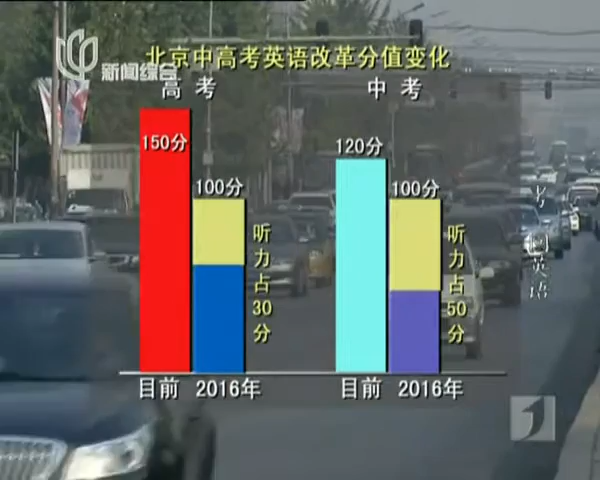 北京中高考英语改革分值变化
新闻综合
高考
中考
150分
100分
120分
100分
听力占30分
听力占50分
英语
目前 2016年
目前 2016年
1